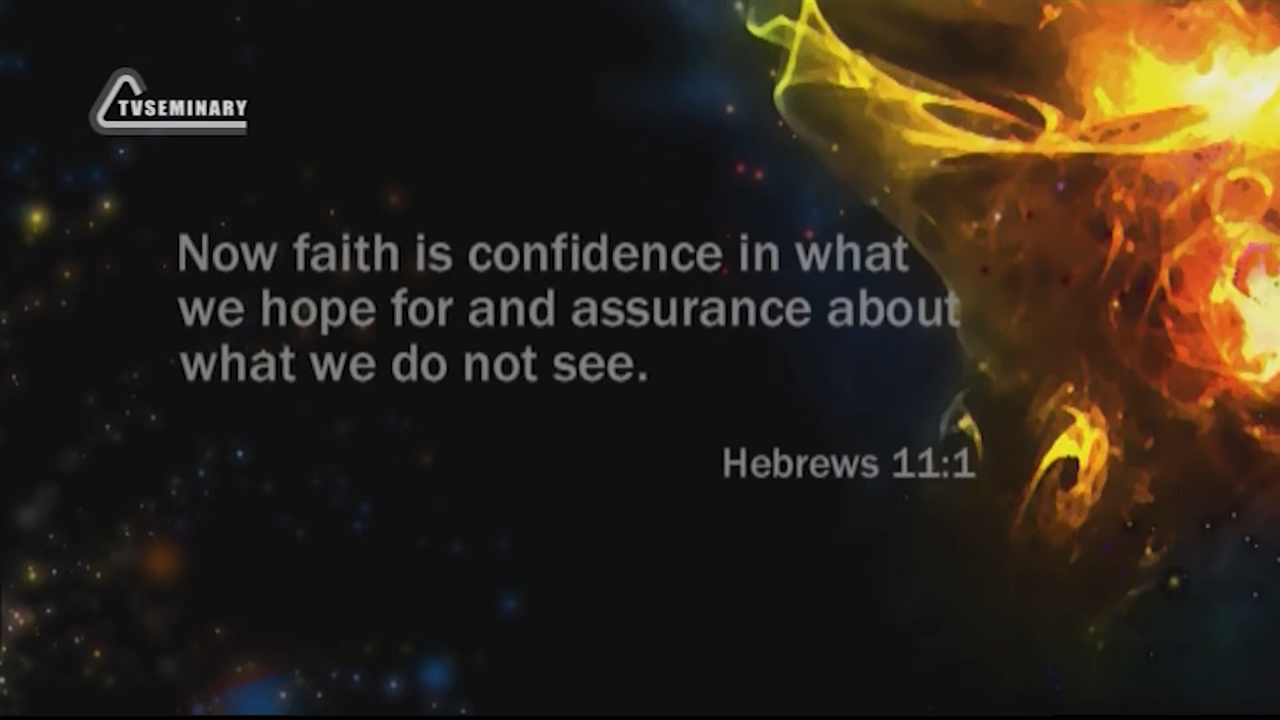 TVSEMINARY
Now faith is confidence in what
we hope for and assurance about
what we do not see.
Hebrews 11:1